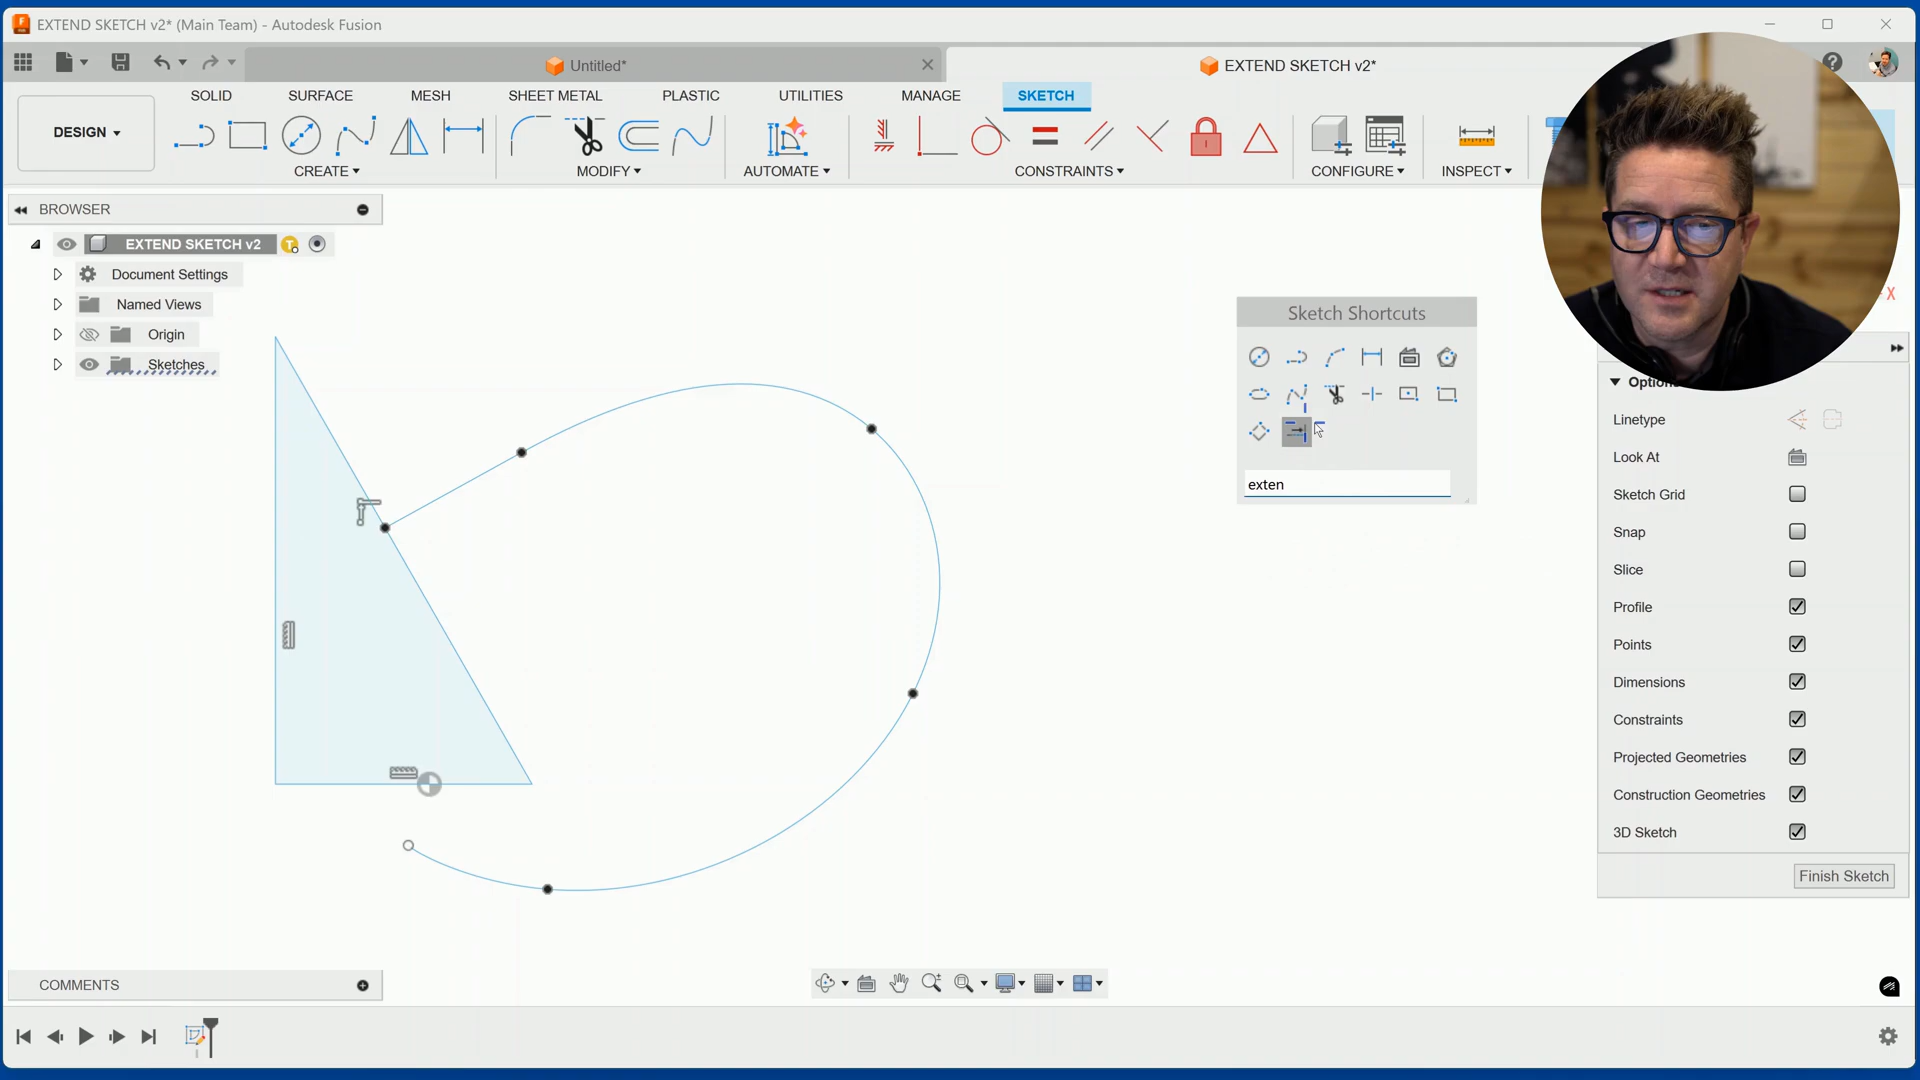 EXTEND SKETCH v2* (Main Team) - Autodesk Fusion
Untitled*
EXTEND SKETCH v2*
SOLID
SURFACE
MESH
SHEET METAL
PLASTIC
UTILITIES
MANAGE
SKETCH
DESIGN
CREATE
MODIFY
AUTOMATE
CONSTRAINTS
CONFIGURE
INSPECT
BROWSER
EXTEND SKETCH v2
Document Settings
Named Views
Origin
Sketches
Sketch Shortcuts
exten
X
Linetype
Look At
Sketch Grid
Snap
Slice
Profile
Points
Dimensions
Constraints
Projected Geometries
Construction Geometries
3D Sketch
Finish Sketch
COMMENTS